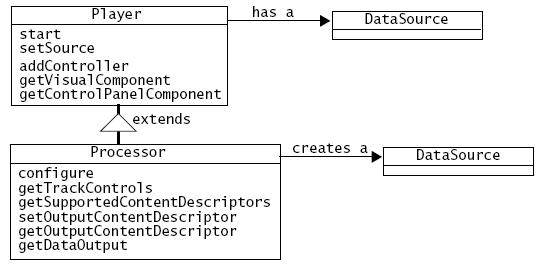 Player
has a
DataSource
start
setSource
addController
getVisualComponent
getControlPanelComponent
extends
Processor
creates a
DataSource
configure
getTrackControls
getSupportedContentDescriptors
setOutputContentDescriptor
getOutputContentDescriptor
getDataOutput